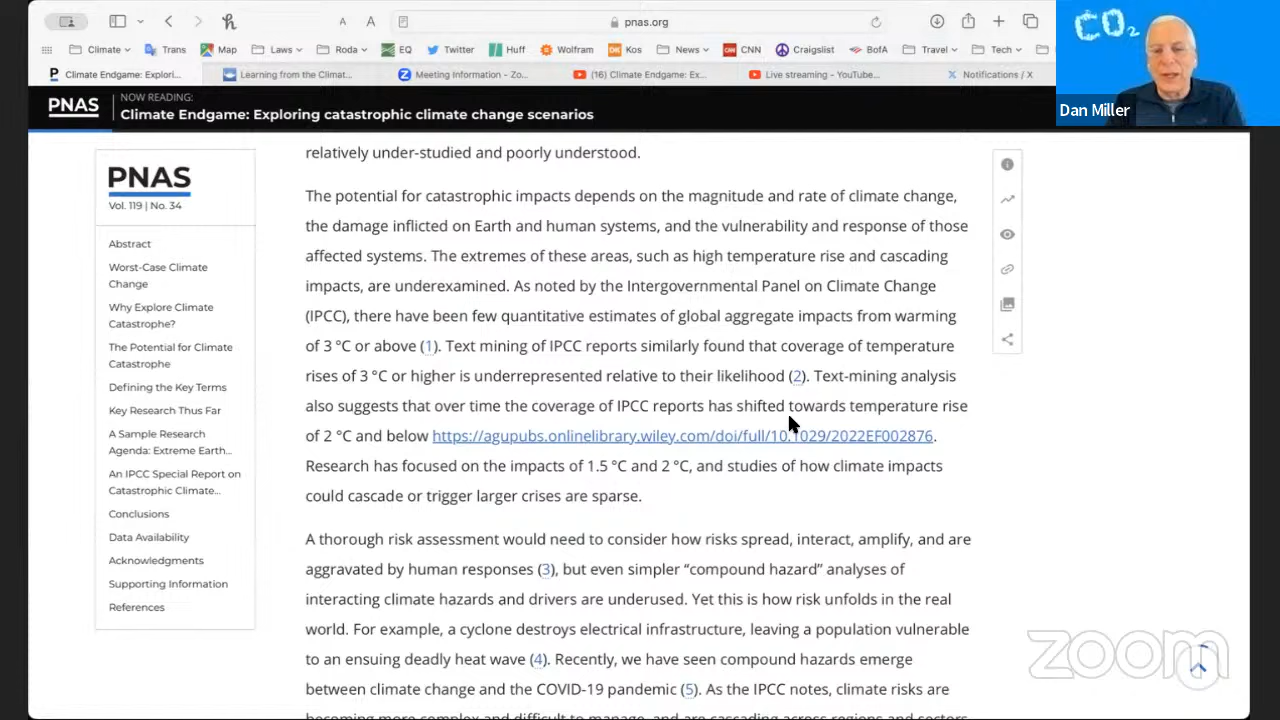 A
A
pnas.org
Climate
Trans
Map
Laws
Roda
EQ
Twitter
Huff
Wolfram
Kos
News
CNN
Craigslist
BofA
Travel
Tech
Climate Endgame: Explori...
Learning from the Climat...
Meeting Information - Zo...
(16) Climate Endgame: Ex...
Live streaming - YouTube...
Notifications / X
CO₂
Dan Miller
PNAS
NOW READING:
Climate Endgame: Exploring catastrophic climate change scenarios
PNAS
Vol. 119 | No. 34
Abstract
Worst-Case Climate
Change
Why Explore Climate
Catastrophe?
The Potential for Climate
Catastrophe
Defining the Key Terms
Key Research Thus Far
A Sample Research
Agenda: Extreme Earth...
An IPCC Special Report on
Catastrophic Climate...
Conclusions
Data Availability
Acknowledgments
Supporting Information
References
relatively under-studied and poorly understood.
The potential for catastrophic impacts depends on the magnitude and rate of climate change,
the damage inflicted on Earth and human systems, and the vulnerability and response of those
affected systems. The extremes of these areas, such as high temperature rise and cascading
impacts, are underexamined. As noted by the Intergovernmental Panel on Climate Change
(IPCC), there have been few quantitative estimates of global aggregate impacts from warming
of 3 °C or above (1). Text mining of IPCC reports similarly found that coverage of temperature
rises of 3 °C or higher is underrepresented relative to their likelihood (2). Text-mining analysis
also suggests that over time the coverage of IPCC reports has shifted towards temperature rise
of 2 °C and below https://agupubs.onlinelibrary.wiley.com/doi/full/10.1029/2022EF002876.
Research has focused on the impacts of 1.5 °C and 2 °C, and studies of how climate impacts
could cascade or trigger larger crises are sparse.
A thorough risk assessment would need to consider how risks spread, interact, amplify, and are
aggravated by human responses (3), but even simpler “compound hazard” analyses of
interacting climate hazards and drivers are underused. Yet this is how risk unfolds in the real
world. For example, a cyclone destroys electrical infrastructure, leaving a population vulnerable
to an ensuing deadly heat wave (4). Recently, we have seen compound hazards emerge
between climate change and the COVID-19 pandemic (5). As the IPCC notes, climate risks are
becoming more complex and difficult to manage, and are cascading across regions and sectors
zoom